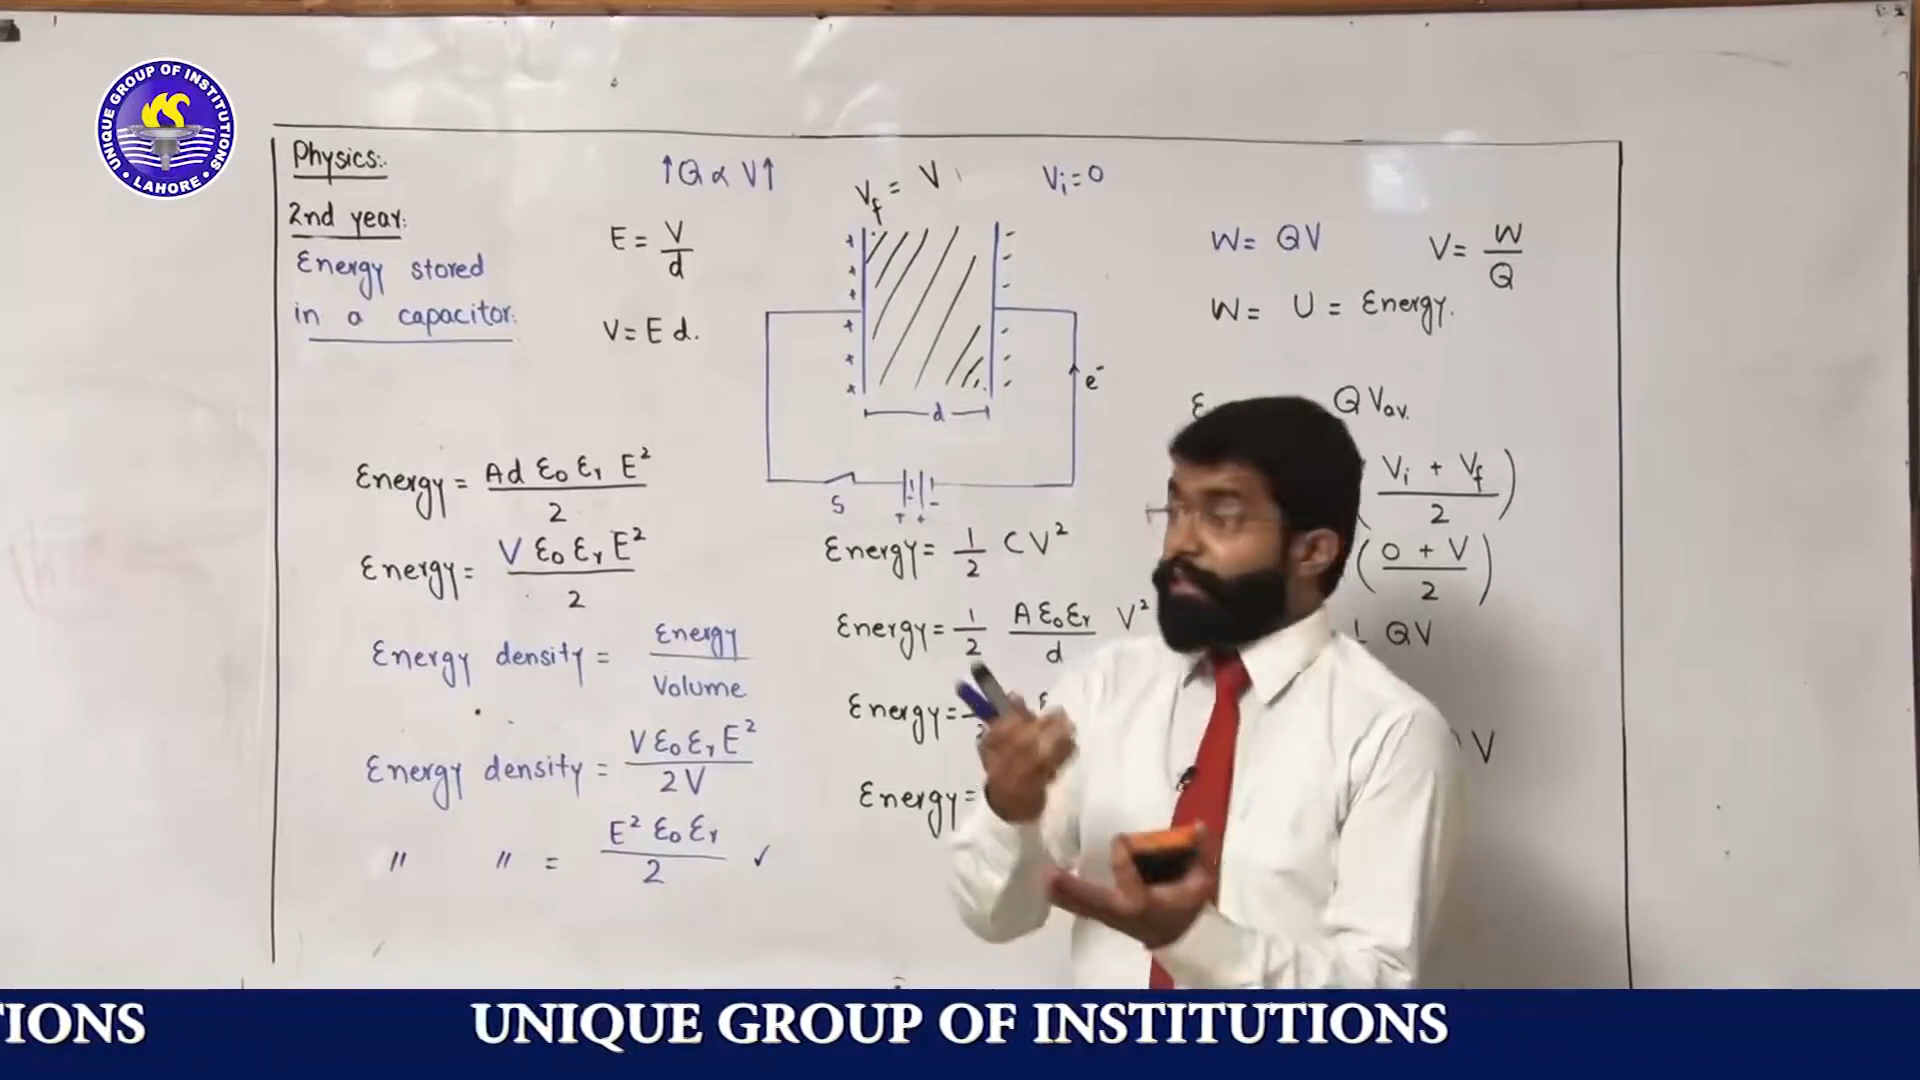 UNIQUE GROUP OF INSTITUTIONS
• LAHORE •
Physics:.
2nd year:
Energy stored
in a capacitor:
↑Q ∝ V↑
E = V/d
V = E d.
Vf = V
Vi = 0
+ + + + + +
- - - - - -
d
e-
S
+ + -
W = QV
V = W/Q
W = U = Energy.
Q Vav.
(Vi + Vf)/2
(0 + V)/2
QV
V
Energy = Ad ε0 εr E²/2
Energy = V ε0 εr E²/2
Energy density = Energy/Volume
Energy density = V ε0 εr E²/2V
" " = E² ε0 εr/2 ✓
Energy = 1/2 CV²
Energy = 1/2 Aε0εr/d V²
Energy =
Energy =
TIONS
UNIQUE GROUP OF INSTITUTIONS